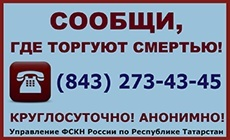 СООБЩИ,
ГДЕ ТОРГУЮТ СМЕРТЬЮ!
(843) 273-43-45
КРУГЛОСУТОЧНО! АНОНИМНО!
Управление ФСКН России по Республике Татарстан